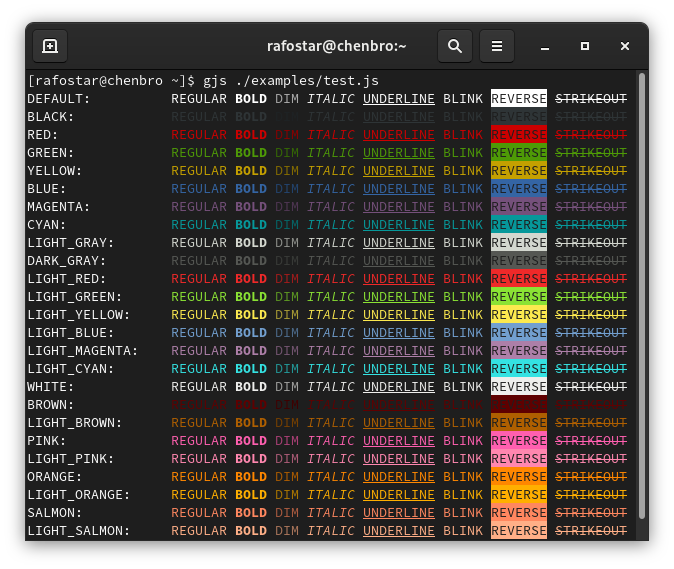 rafostar@chenbro:~
[rafostar@chenbro ~]$ gjs ./examples/test.js
DEFAULT: REGULAR BOLD DIM ITALIC UNDERLINE BLINK REVERSE STRIKEOUT
BLACK: REGULAR BOLD DIM ITALIC UNDERLINE BLINK REVERSE STRIKEOUT
RED: REGULAR BOLD DIM ITALIC UNDERLINE BLINK REVERSE STRIKEOUT
GREEN: REGULAR BOLD DIM ITALIC UNDERLINE BLINK REVERSE STRIKEOUT
YELLOW: REGULAR BOLD DIM ITALIC UNDERLINE BLINK REVERSE STRIKEOUT
BLUE: REGULAR BOLD DIM ITALIC UNDERLINE BLINK REVERSE STRIKEOUT
MAGENTA: REGULAR BOLD DIM ITALIC UNDERLINE BLINK REVERSE STRIKEOUT
CYAN: REGULAR BOLD DIM ITALIC UNDERLINE BLINK REVERSE STRIKEOUT
LIGHT_GRAY: REGULAR BOLD DIM ITALIC UNDERLINE BLINK REVERSE STRIKEOUT
DARK_GRAY: REGULAR BOLD DIM ITALIC UNDERLINE BLINK REVERSE STRIKEOUT
LIGHT_RED: REGULAR BOLD DIM ITALIC UNDERLINE BLINK REVERSE STRIKEOUT
LIGHT_GREEN: REGULAR BOLD DIM ITALIC UNDERLINE BLINK REVERSE STRIKEOUT
LIGHT_YELLOW: REGULAR BOLD DIM ITALIC UNDERLINE BLINK REVERSE STRIKEOUT
LIGHT_BLUE: REGULAR BOLD DIM ITALIC UNDERLINE BLINK REVERSE STRIKEOUT
LIGHT_MAGENTA: REGULAR BOLD DIM ITALIC UNDERLINE BLINK REVERSE STRIKEOUT
LIGHT_CYAN: REGULAR BOLD DIM ITALIC UNDERLINE BLINK REVERSE STRIKEOUT
WHITE: REGULAR BOLD DIM ITALIC UNDERLINE BLINK REVERSE STRIKEOUT
BROWN: REGULAR BOLD DIM ITALIC UNDERLINE BLINK REVERSE STRIKEOUT
LIGHT_BROWN: REGULAR BOLD DIM ITALIC UNDERLINE BLINK REVERSE STRIKEOUT
PINK: REGULAR BOLD DIM ITALIC UNDERLINE BLINK REVERSE STRIKEOUT
LIGHT_PINK: REGULAR BOLD DIM ITALIC UNDERLINE BLINK REVERSE STRIKEOUT
ORANGE: REGULAR BOLD DIM ITALIC UNDERLINE BLINK REVERSE STRIKEOUT
LIGHT_ORANGE: REGULAR BOLD DIM ITALIC UNDERLINE BLINK REVERSE STRIKEOUT
SALMON: REGULAR BOLD DIM ITALIC UNDERLINE BLINK REVERSE STRIKEOUT
LIGHT_SALMON: REGULAR BOLD DIM ITALIC UNDERLINE BLINK REVERSE STRIKEOUT